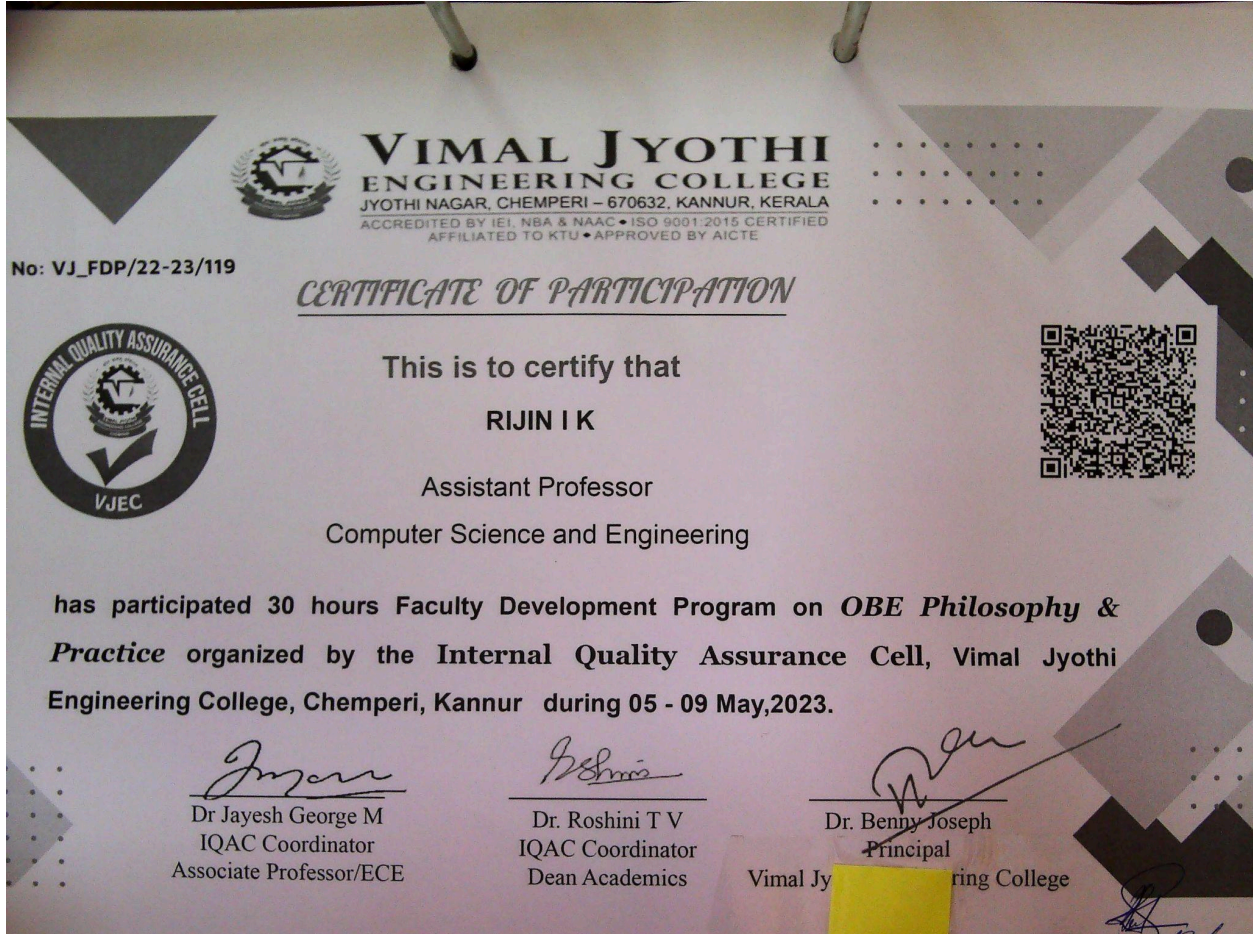 VIMAL JYOTHI
ENGINEERING COLLEGE
JYOTHI NAGAR, CHEMPERI – 670632, KANNUR, KERALA
ACCREDITED BY IEI, NBA & NAAC ◆ ISO 9001:2015 CERTIFIED
AFFILIATED TO KTU ◆ APPROVED BY AICTE
No: VJ_FDP/22-23/119
CERTIFICATE OF PARTICIPATION
INTERNAL QUALITY ASSURANCE CELL
VJEC
This is to certify that
RIJIN I K
Assistant Professor
Computer Science and Engineering
has participated 30 hours Faculty Development Program on OBE Philosophy &
Practice organized by the Internal Quality Assurance Cell, Vimal Jyothi
Engineering College, Chemperi, Kannur during 05 - 09 May,2023.
Dr Jayesh George M
IQAC Coordinator
Associate Professor/ECE
Dr. Roshini T V
IQAC Coordinator
Dean Academics
Dr. Benny Joseph
Principal
Vimal Jy ring College